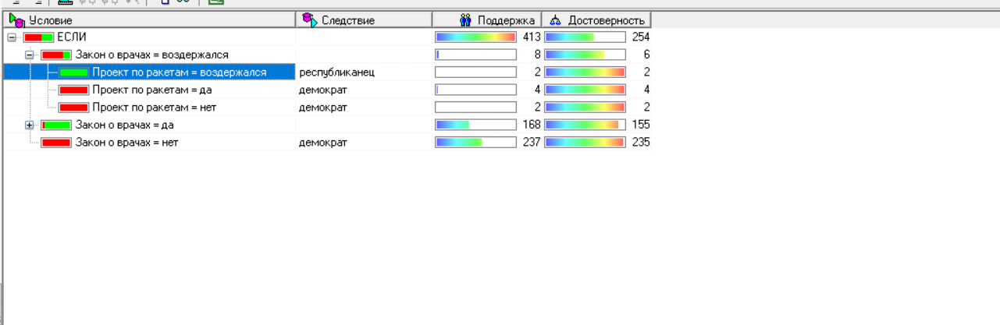 Условие Следствие Поддержка Достоверность
ЕСЛИ 413 254
Закон о врачах = воздержался 8 6
Проект по ракетам = воздержался республиканец 2 2
Проект по ракетам = да демократ 4 4
Проект по ракетам = нет демократ 2 2
Закон о врачах = да 168 155
Закон о врачах = нет демократ 237 235